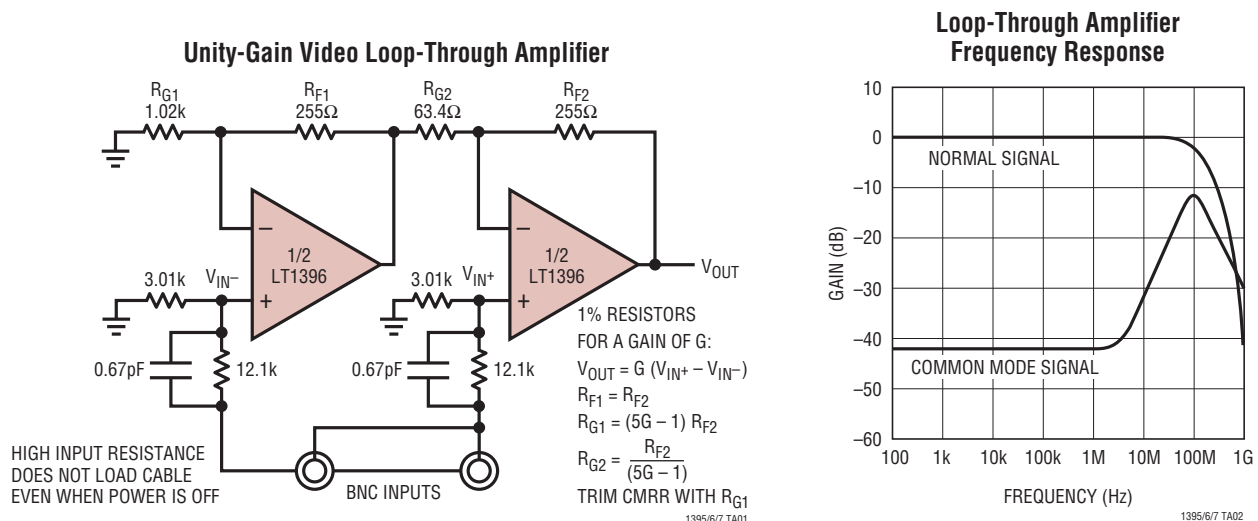 Unity-Gain Video Loop-Through Amplifier
RG1
1.02k
RF1
255Ω
RG2
63.4Ω
RF2
255Ω
–
1/2
LT1396
+
–
1/2
LT1396
+
VOUT
3.01k
VIN–
3.01k
VIN+
0.67pF
12.1k
0.67pF
12.1k
1% RESISTORS
FOR A GAIN OF G:
VOUT = G (VIN+ – VIN–)
RF1 = RF2
RG1 = (5G – 1) RF2
RG2 = RF2
(5G – 1)
TRIM CMRR WITH RG1
1395/6/7 TA01
HIGH INPUT RESISTANCE
DOES NOT LOAD CABLE
EVEN WHEN POWER IS OFF
BNC INPUTS
Loop-Through Amplifier
Frequency Response
GAIN (dB)
10
0
–10
–20
–30
–40
–50
–60
NORMAL SIGNAL
COMMON MODE SIGNAL
100 1k 10k 100k 1M 10M 100M 1G
FREQUENCY (Hz)
1395/6/7 TA02